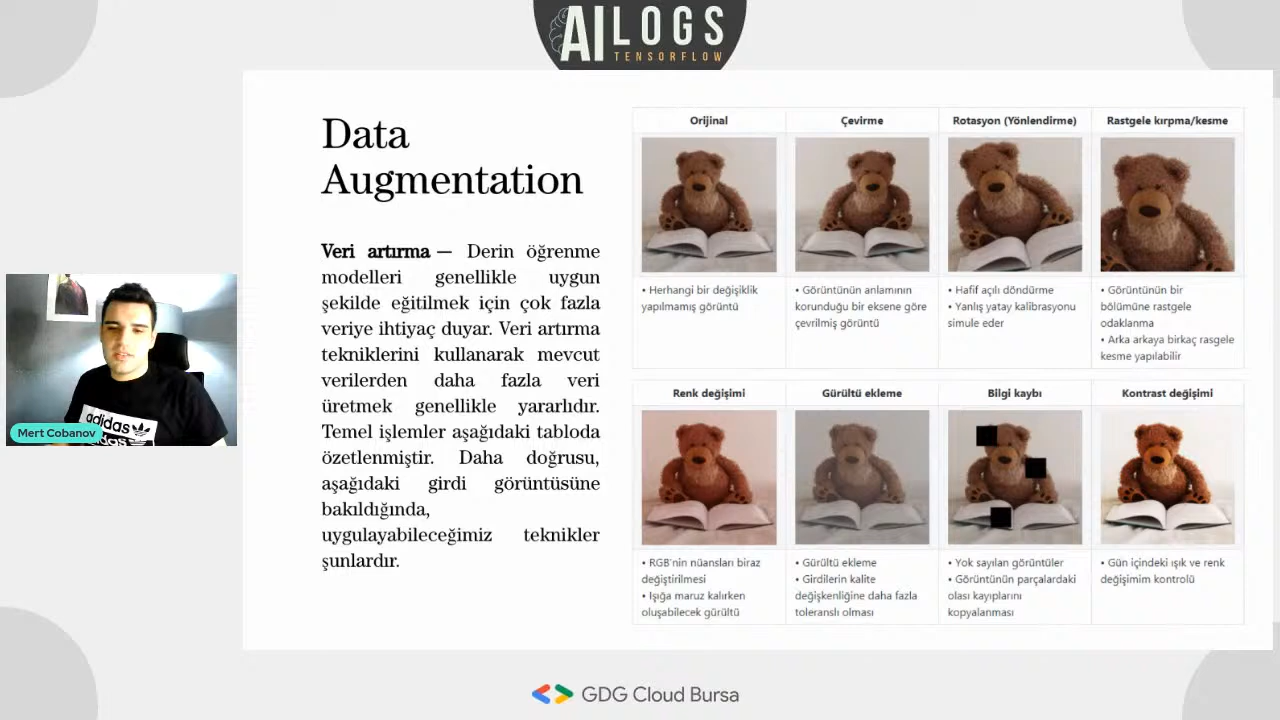 AI LOGS
TENSORFLOW
Data
Augmentation
Veri artırma — Derin öğrenme
modelleri genellikle uygun
şekilde eğitilmek için çok fazla
veriye ihtiyaç duyar. Veri artırma
tekniklerini kullanarak mevcut
verilerden daha fazla veri
üretmek genellikle yararlıdır.
Temel işlemler aşağıdaki tabloda
özetlenmiştir. Daha doğrusu,
aşağıdaki girdi görüntüsüne
bakıldığında,
uygulayabileceğimiz teknikler
şunlardır.
Orijinal
• Herhangi bir değişiklik
yapılmamış görüntü
Çevirme
• Görüntünün anlamının
korunduğu bir eksene göre
çevrilmiş görüntü
Rotasyon (Yönlendirme)
• Hafif açılı döndürme
• Yanlış yatay kalibrasyonu
simule eder
Rastgele kırpma/kesme
• Görüntünün bir
bölümüne rastgele
odaklanma
• Arka arkaya birkaç rasgele
kesme yapılabilir
Renk değişimi
• RGB'nin nüansları biraz
değiştirilmesi
• Işığa maruz kalırken
oluşabilecek gürültü
Gürültü ekleme
• Gürültü ekleme
• Girdilerin kalite
değişkenliğine daha fazla
toleranslı olması
Bilgi kaybı
• Yok sayılan görüntüler
• Görüntünün parçalardaki
olası kayıplarını
kopyalanması
Kontrast değişimi
• Gün içindeki ışık ve renk
değişimim kontrolü
adidas
Mert Cobanov
GDG Cloud Bursa